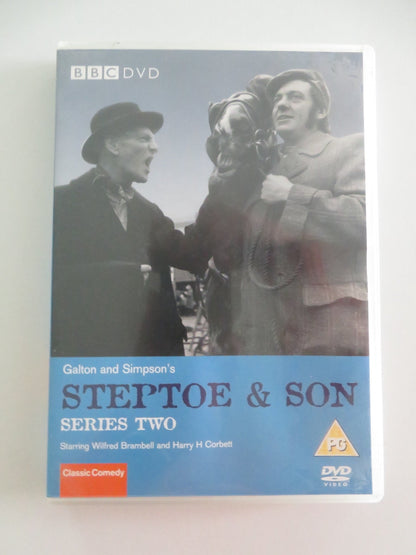 BBC DVD
Galton and Simpson's
STEPTOE & SON
SERIES TWO
Starring Wilfred Brambell and Harry H Corbett
PG
Classic Comedy
DVD
VIDEO